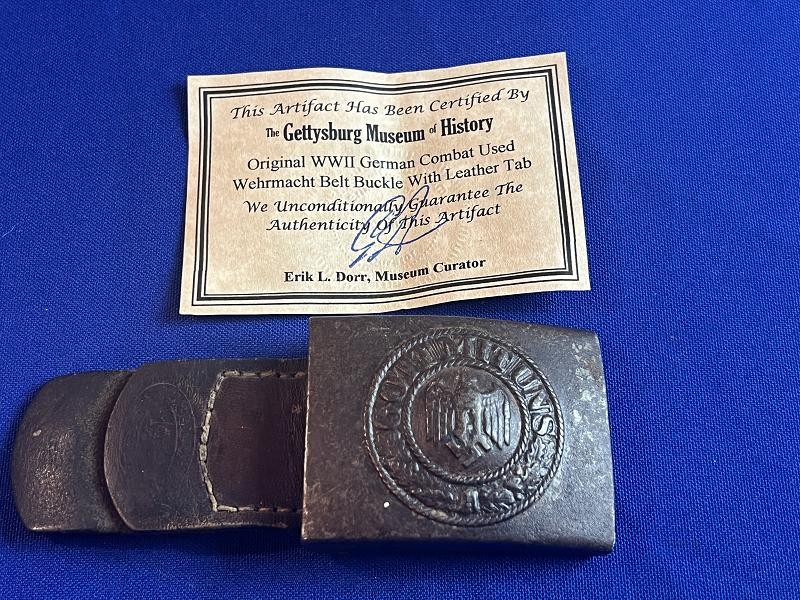 This Artifact Has Been Certified By
The Gettysburg Museum of History
Original WWII German Combat Used
Wehrmacht Belt Buckle With Leather Tab
We Unconditionally Guarantee The
Authenticity Of This Artifact
Erik L. Dorr, Museum Curator
GOTT MIT UNS